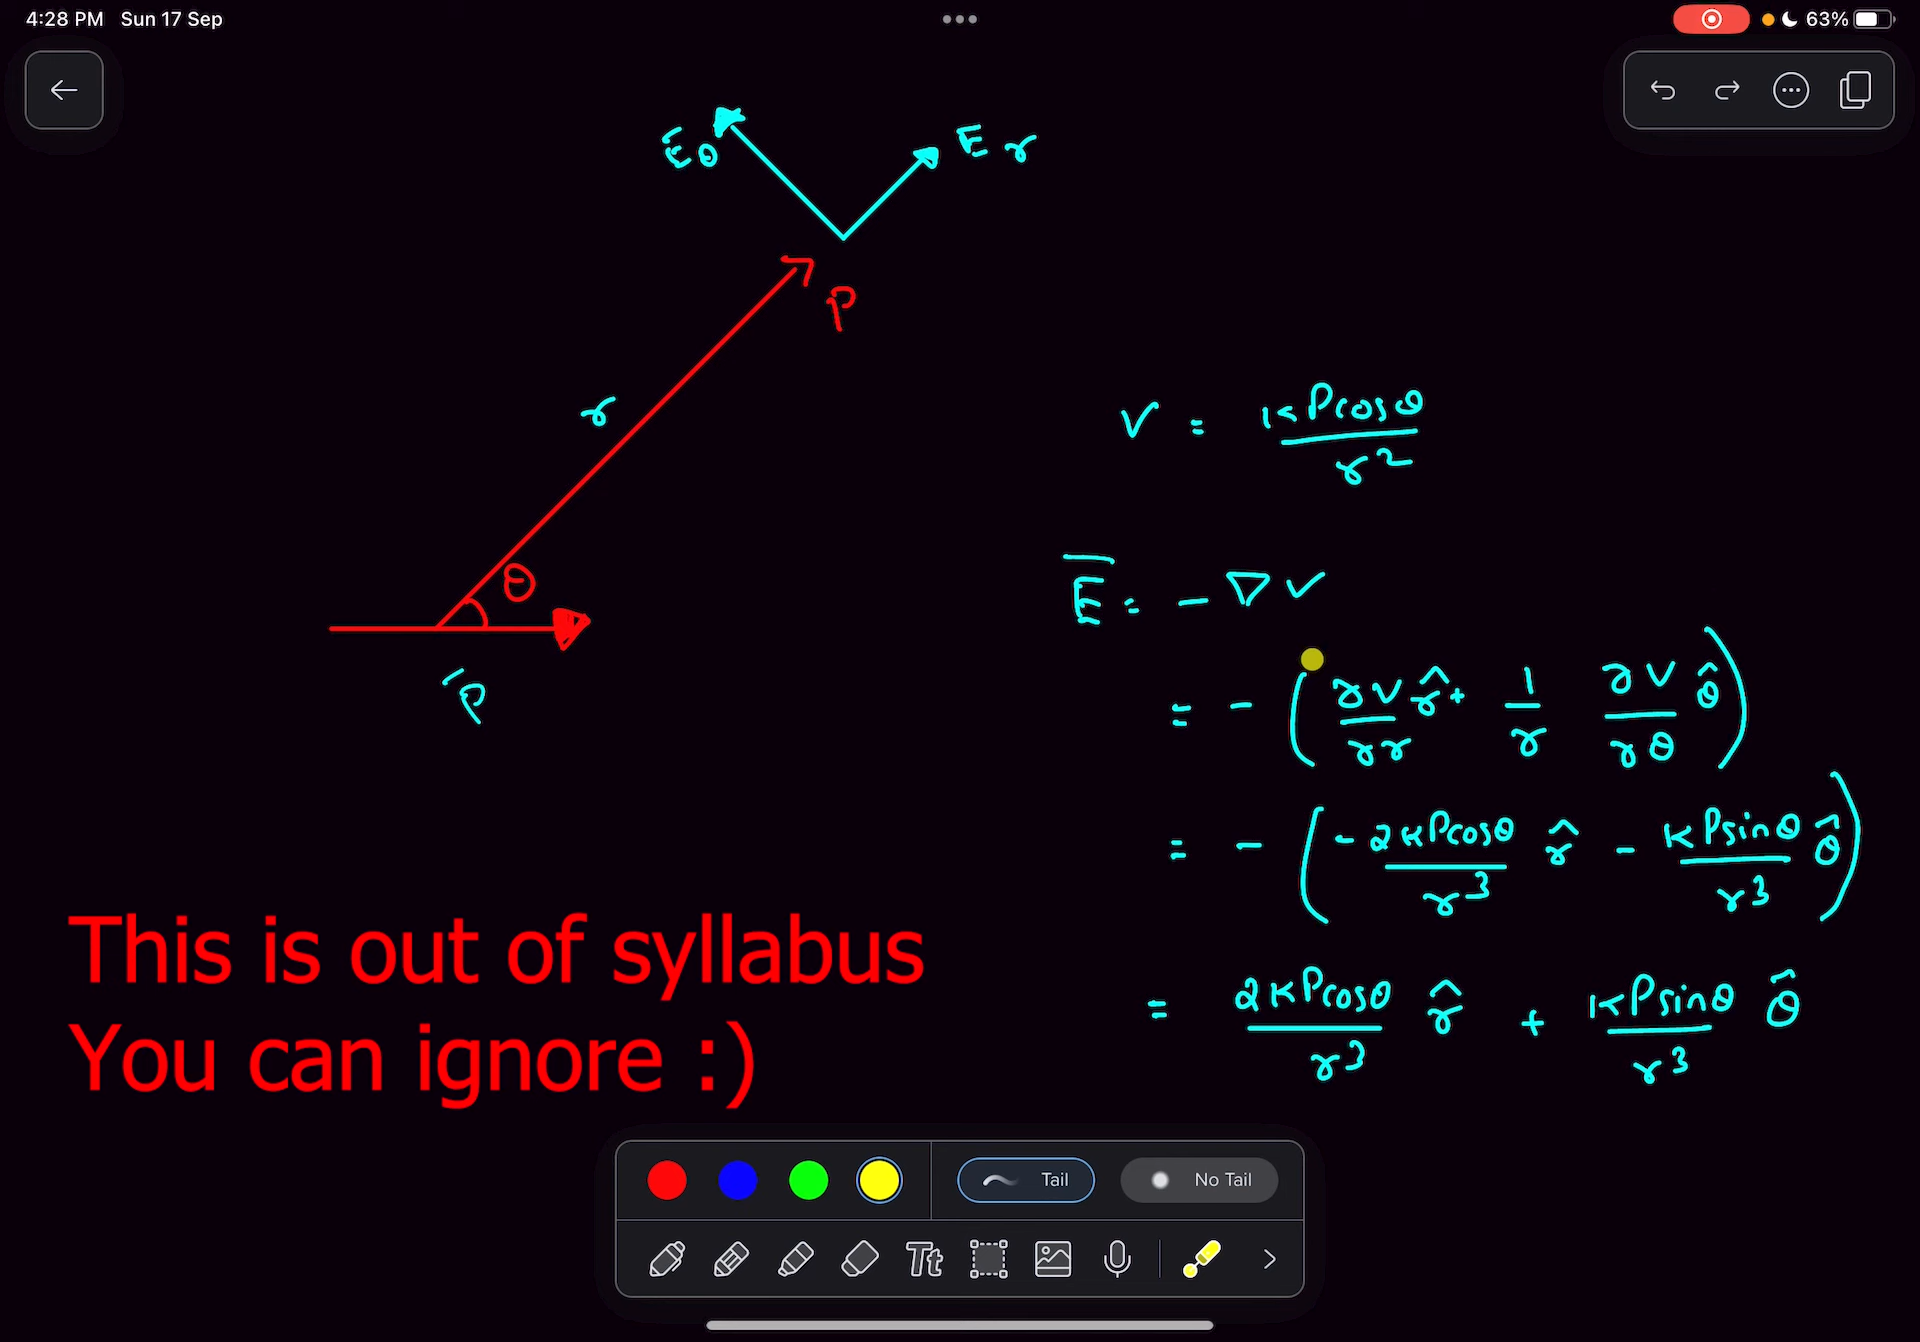 4:28 PM Sun 17 Sep
63%
E̅θ
Er
P
r
θ
P̅
V = KPcosθ / r²
E̅ = - ∇V
= - (∂V/∂r r̂ + 1/r ∂V/∂θ θ̂)
= - (- 2KPcosθ/r³ r̂ - KPsinθ/r³ θ̂)
= 2KPcosθ/r³ r̂ + KPsinθ/r³ θ̂
This is out of syllabus
You can ignore :)
Tail
No Tail
Tt